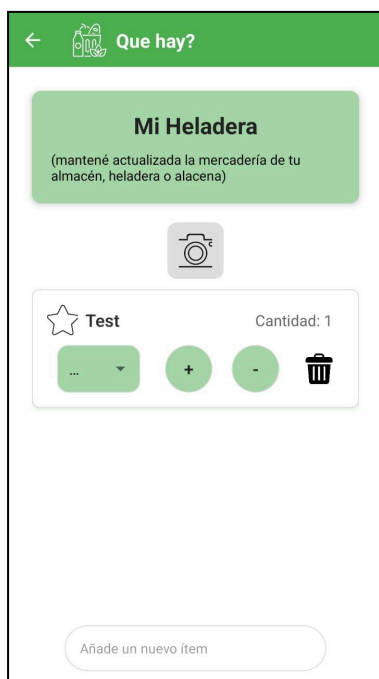 Que hay?
Mi Heladera
(mantené actualizada la mercadería de tu
almacén, heladera o alacena)
Test
Cantidad: 1
...
+
-
Añade un nuevo ítem